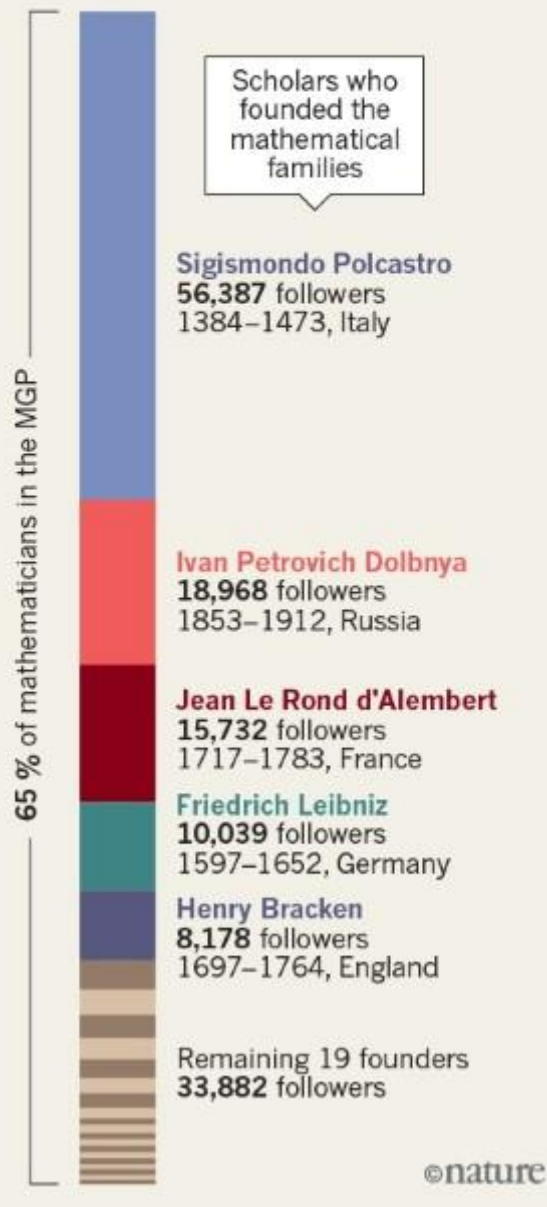 Scholars who
founded the
mathematical
families
65 % of mathematicians in the MGP
Sigismondo Polcastro
56,387 followers
1384–1473, Italy
Ivan Petrovich Dolbnya
18,968 followers
1853–1912, Russia
Jean Le Rond d'Alembert
15,732 followers
1717–1783, France
Friedrich Leibniz
10,039 followers
1597–1652, Germany
Henry Bracken
8,178 followers
1697–1764, England
Remaining 19 founders
33,882 followers
©nature